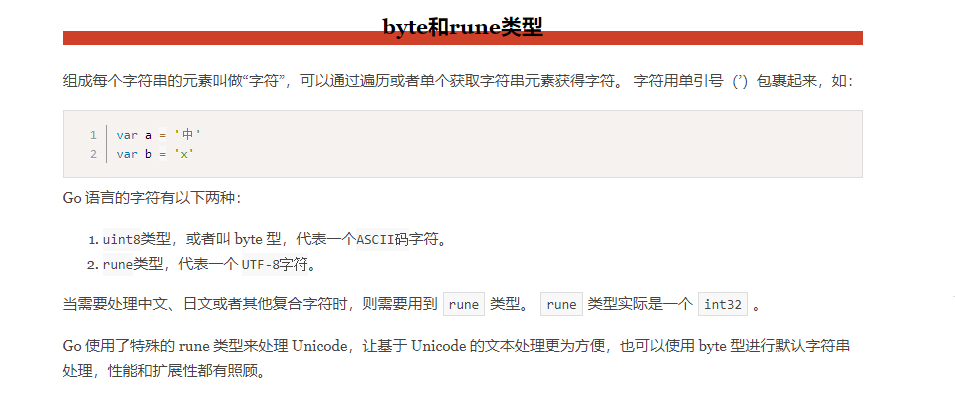 byte和rune类型
组成每个字符串的元素叫做“字符”，可以通过遍历或者单个获取字符串元素获得字符。 字符用单引号（’）包裹起来，如：
1 var a = '中'
2 var b = 'x'
Go 语言的字符有以下两种：
1. uint8类型，或者叫 byte 型，代表一个ASCII码字符。
2. rune类型，代表一个 UTF-8字符。
当需要处理中文、日文或者其他复合字符时，则需要用到 rune 类型。 rune 类型实际是一个 int32 。
Go 使用了特殊的 rune 类型来处理 Unicode，让基于 Unicode 的文本处理更为方便，也可以使用 byte 型进行默认字符串
处理，性能和扩展性都有照顾。